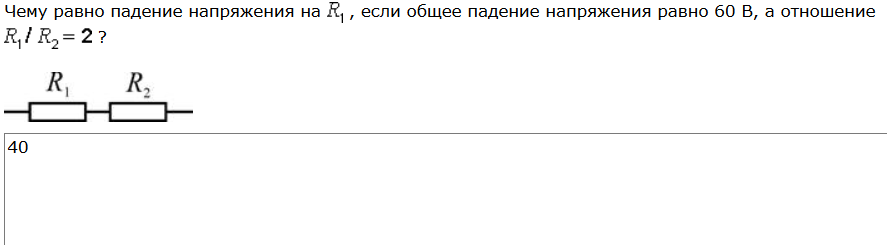 Чему равно падение напряжения на R₁ , если общее падение напряжения равно 60 В, а отношение
R₁ / R₂ = 2 ?
R₁ R₂
40